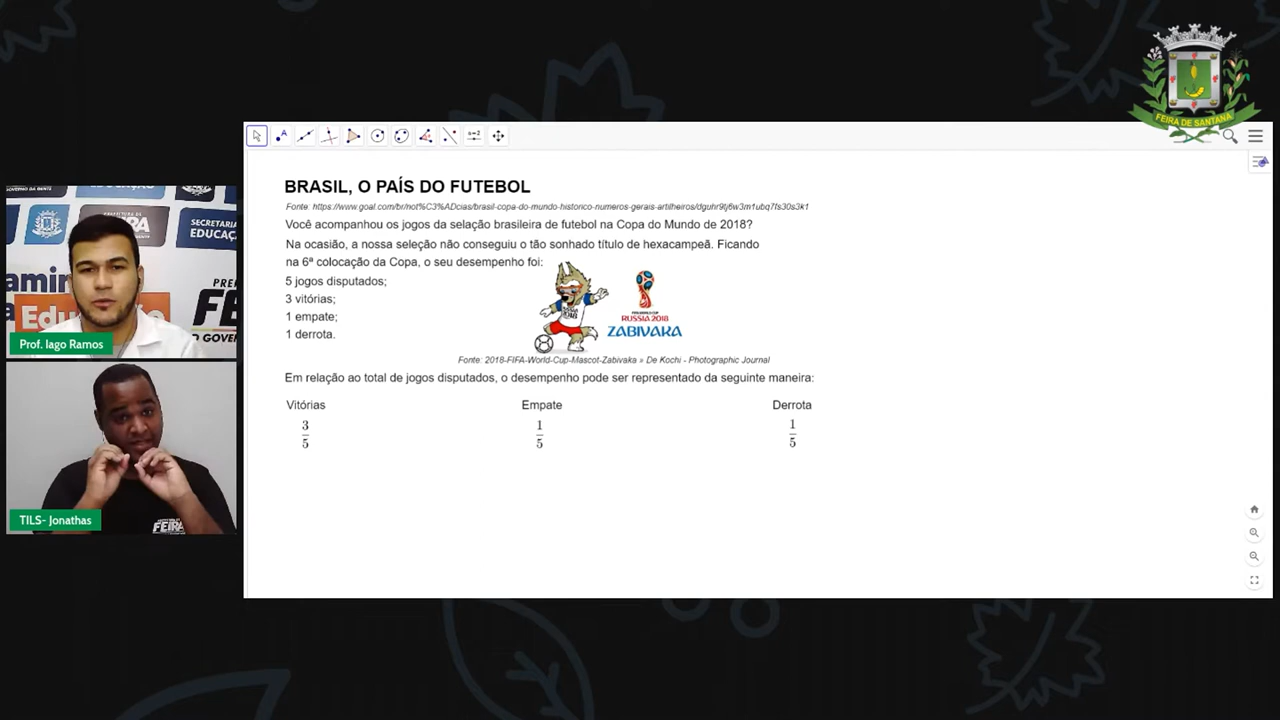 FEIRA DE SANTANA
BRASIL, O PAÍS DO FUTEBOL
Fonte: https://www.goal.com/br/not%C3%ADcias/brasil-copa-do-mundo-historico-numeros-gerais-artilheiros/dguhr9tj6w3m1ubq7fs30s3k1
Você acompanhou os jogos da selação brasileira de futebol na Copa do Mundo de 2018?
Na ocasião, a nossa seleção não conseguiu o tão sonhado título de hexacampeã. Ficando
na 6ª colocação da Copa, o seu desempenho foi:
5 jogos disputados;
3 vitórias;
1 empate;
1 derrota.
RUSSIA 2018
ZABIVAKA
Fonte: 2018-FIFA-World-Cup-Mascot-Zabivaka » De Kochi - Photographic Journal
Em relação ao total de jogos disputados, o desempenho pode ser representado da seguinte maneira:
Vitórias Empate Derrota
3/5 1/5 1/5
Prof. Iago Ramos
TILS- Jonathas
FEIRA